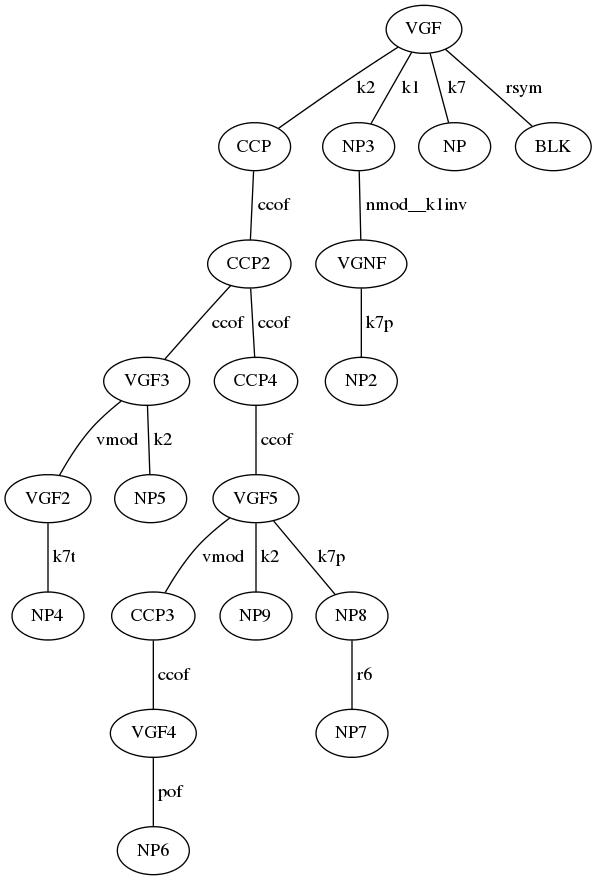 VGF
k2 k1 k7 rsym
CCP NP3 NP BLK
ccof nmod__k1inv
CCP2 VGNF
ccof ccof k7p
VGF3 CCP4 NP2
vmod k2 ccof
VGF2 NP5 VGF5
k7t vmod k2 k7p
NP4 CCP3 NP9 NP8
ccof r6
VGF4 NP7
pof
NP6